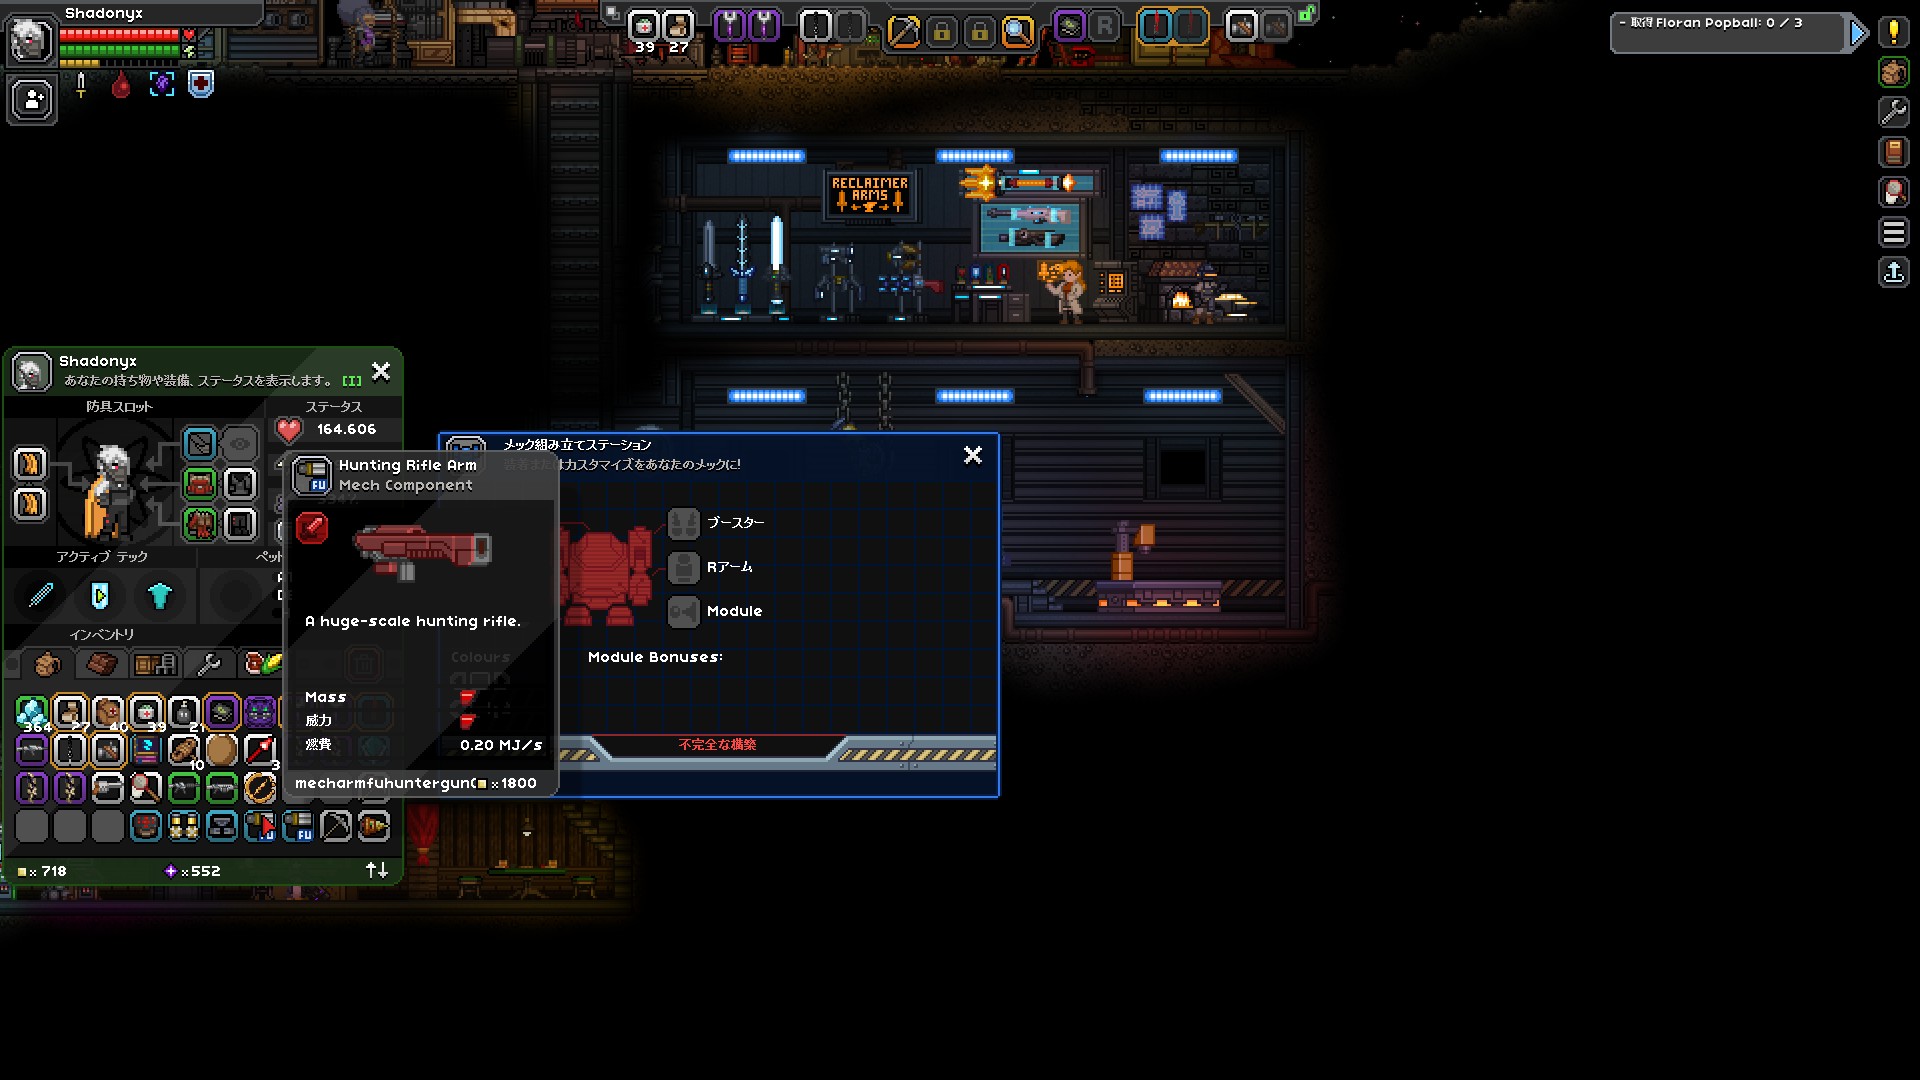 Shadonyx
39 27
R
- 取得 Floran Popball: 0 / 3
RECLAIMER
ARMS
Shadonyx
あなたの持ち物や装備、ステータスを表示します。 [I]
防具スロット
ステータス
164.606
アクティブ テック
ペット
インベントリ
364 27 40 39 21
10 3
FU
x 718
x552
Hunting Rifle Arm
Mech Component
FU
A huge-scale hunting rifle.
Mass
威力
燃費 0.20 MJ/s
mecharmfuhuntergun( x1800
メック組み立てステーション
カスタマイズをあなたのメックに!
ブースター
Rアーム
Module
Colours
Module Bonuses:
不完全な構築